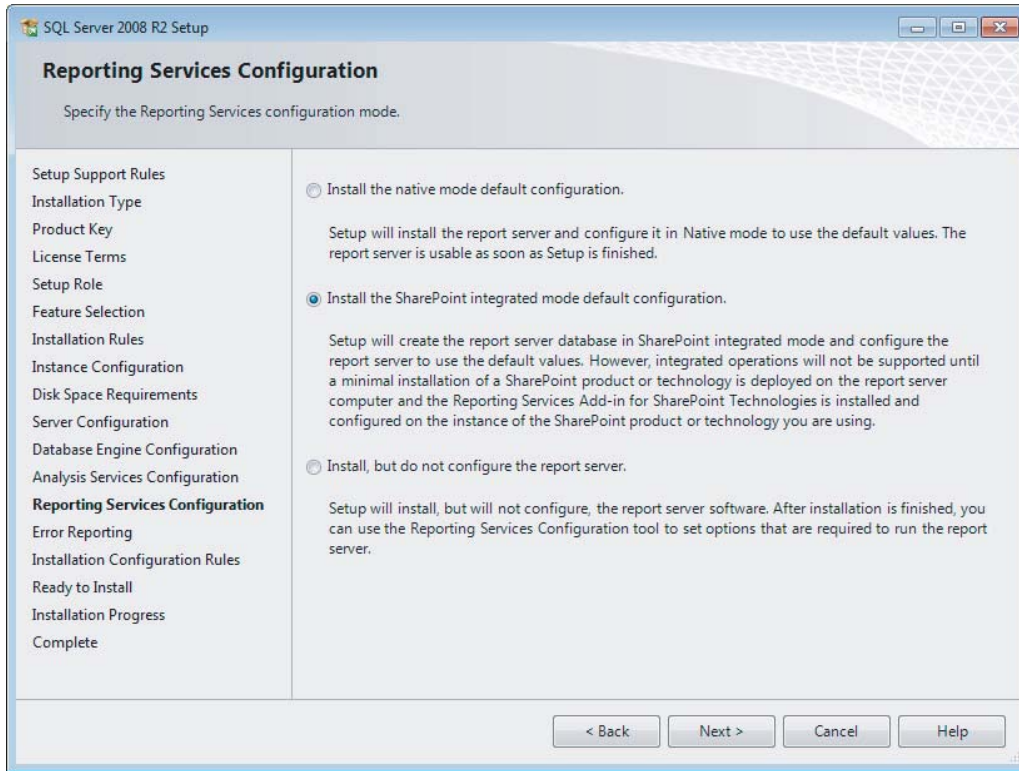 SQL Server 2008 R2 Setup
Reporting Services Configuration
Specify the Reporting Services configuration mode.
Setup Support Rules
Installation Type
Product Key
License Terms
Setup Role
Feature Selection
Installation Rules
Instance Configuration
Disk Space Requirements
Server Configuration
Database Engine Configuration
Analysis Services Configuration
Reporting Services Configuration
Error Reporting
Installation Configuration Rules
Ready to Install
Installation Progress
Complete
Install the native mode default configuration.
Setup will install the report server and configure it in Native mode to use the default values. The
report server is usable as soon as Setup is finished.
Install the SharePoint integrated mode default configuration.
Setup will create the report server database in SharePoint integrated mode and configure the
report server to use the default values. However, integrated operations will not be supported until
a minimal installation of a SharePoint product or technology is deployed on the report server
computer and the Reporting Services Add-in for SharePoint Technologies is installed and
configured on the instance of the SharePoint product or technology you are using.
Install, but do not configure the report server.
Setup will install, but will not configure, the report server software. After installation is finished, you
can use the Reporting Services Configuration tool to set options that are required to run the report
server.
< Back
Next >
Cancel
Help